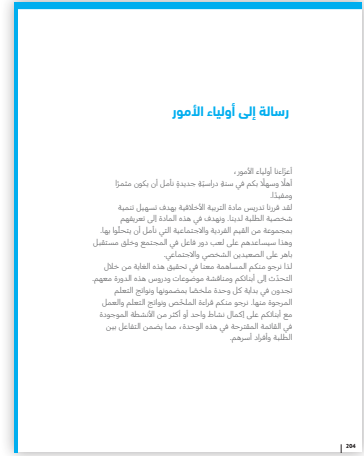 رسالة إلى أولياء الأمور
أعزّاءنا أولياء الأمور،
أهلًا وسهلًا بكم في سنةٍ دراسيّةٍ جديدةٍ نأمل أن يكون مثمرًا
ومفيدًا.
لقد قررنا تدريس مادة التربية الأخلاقية بهدف تسهيل تنمية
شخصية الطلبة لدينا. ونهدف في هذه المادة إلى تعريفهم
بمجموعة من القيم الفردية والاجتماعية التي نأمل أن يتحلّوا بها.
وهذا سيساعدهم على لعب دور فاعل في المجتمع وخلق مستقبل
باهر على الصعيدين الشخصي والاجتماعي.
لذا نرجو منكم المساهمة معنا في تحقيق هذه الغاية من خلال
التحدّث إلى أبنائكم ومناقشة موضوعات ودروس هذه الدورة معهم.
تجدون في بداية كل وحدة ملخصًا بمضمونها ونواتج التعلم
المرجوة منها. نرجو منكم قراءة الملخّص ونواتج التعلم والعمل
مع أبنائكم على إكمال نشاط واحد أو أكثر من الأنشطة الموجودة
في القائمة المقترحة في هذه الوحدة، مما يضمن التفاعل بين
الطلبة وأفراد أسرهم.
204